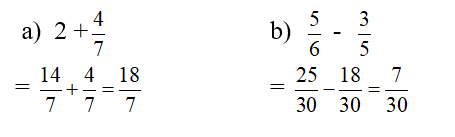 a) 2 + 4/7
= 14/7 + 4/7 = 18/7
b) 5/6 - 3/5
= 25/30 − 18/30 = 7/30